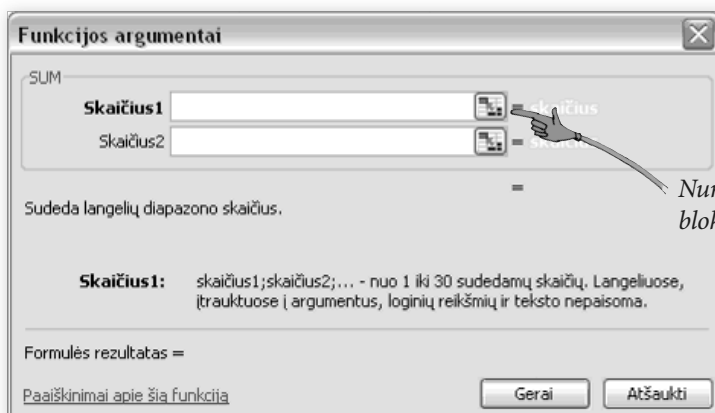 Funkcijos argumentai
SUM
Skaičius1 = skaičius
Skaičius2 =
=
Sudeda langelių diapazono skaičius.
Skaičius1: skaičius1;skaičius2;... - nuo 1 iki 30 sudedamų skaičių. Langeliuose,
įtrauktuose į argumentus, loginių reikšmių ir teksto nepaisoma.
Formulės rezultatas =
Paaiškinimai apie šią funkciją
Gerai Atšaukti